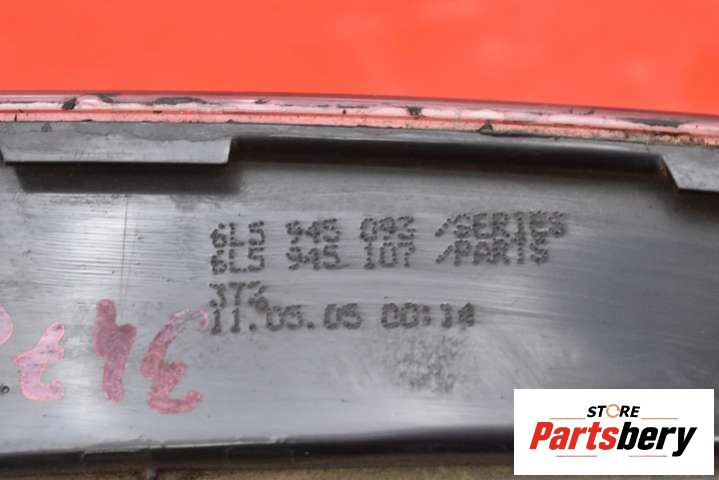 6L5 945 093 /SERIES
6L5 945 107 /PARTS
373
11.05.05 00:14
STORE
Partsbery